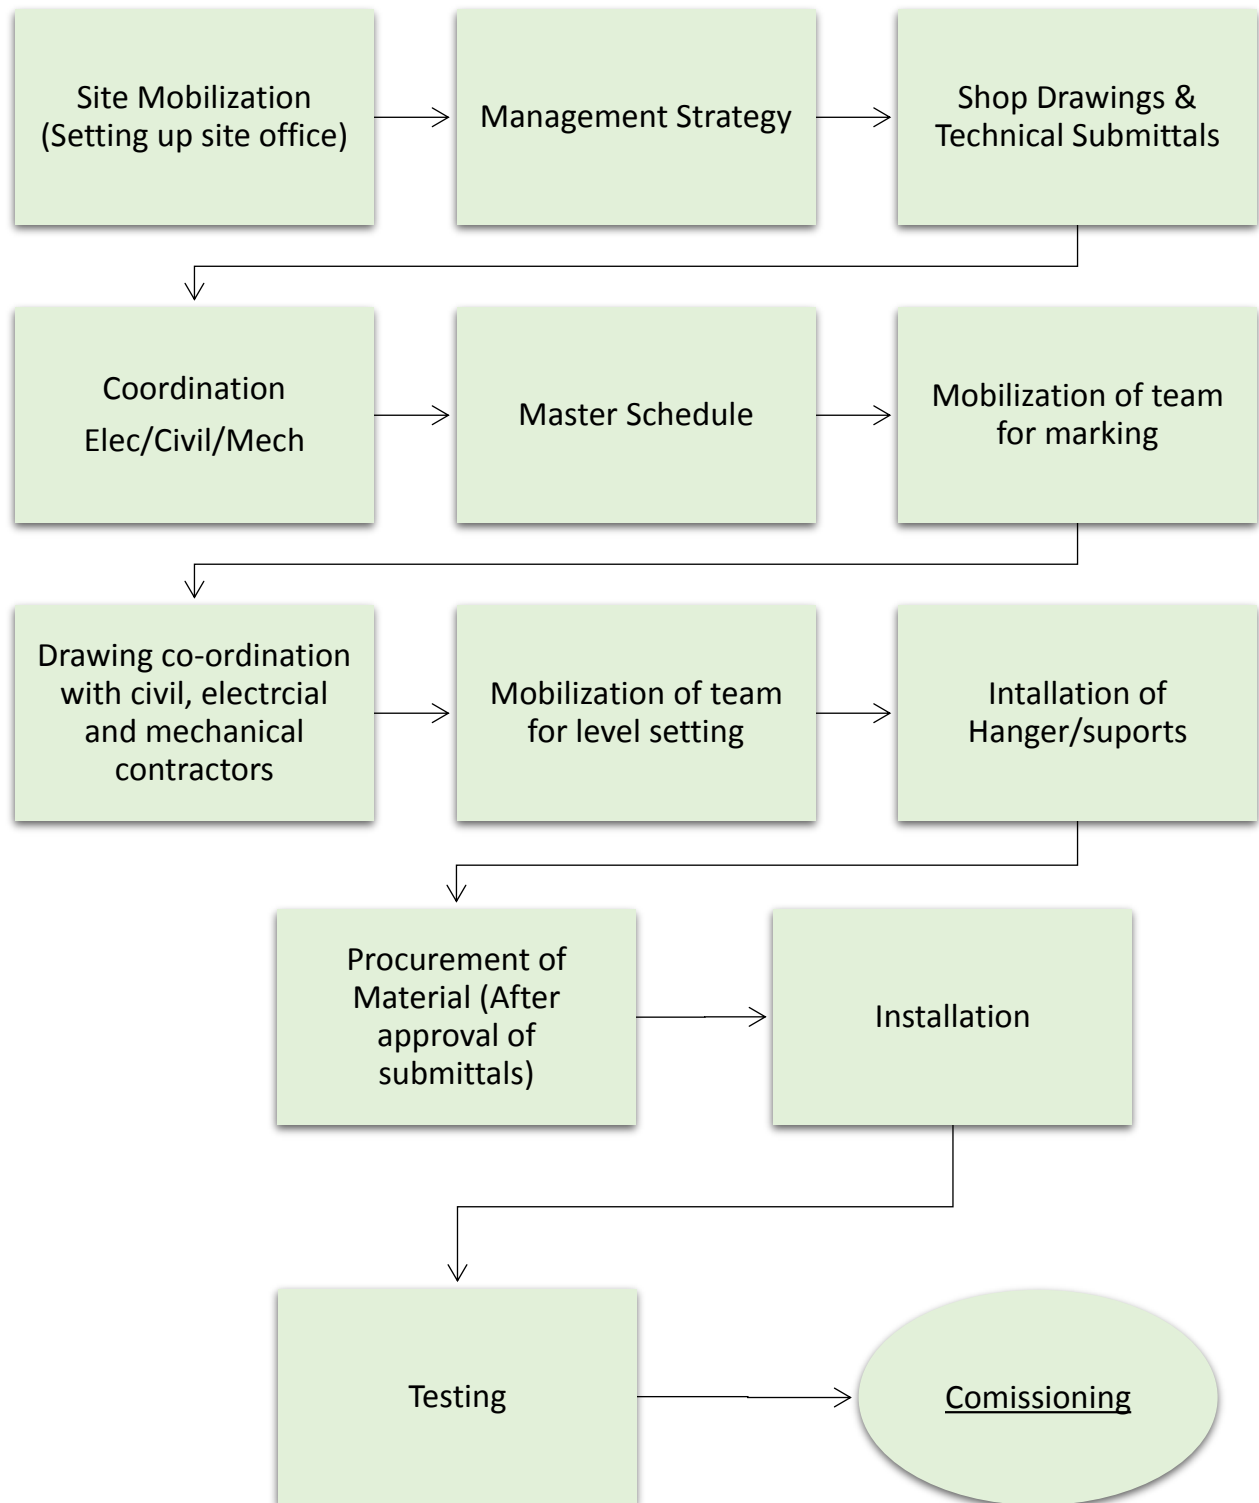 Site Mobilization
(Setting up site office)
Management Strategy
Shop Drawings &
Technical Submittals
Coordination
Elec/Civil/Mech
Master Schedule
Mobilization of team
for marking
Drawing co-ordination
with civil, electrcial
and mechanical
contractors
Mobilization of team
for level setting
Intallation of
Hanger/suports
Procurement of
Material (After
approval of
submittals)
Installation
Testing
Comissioning